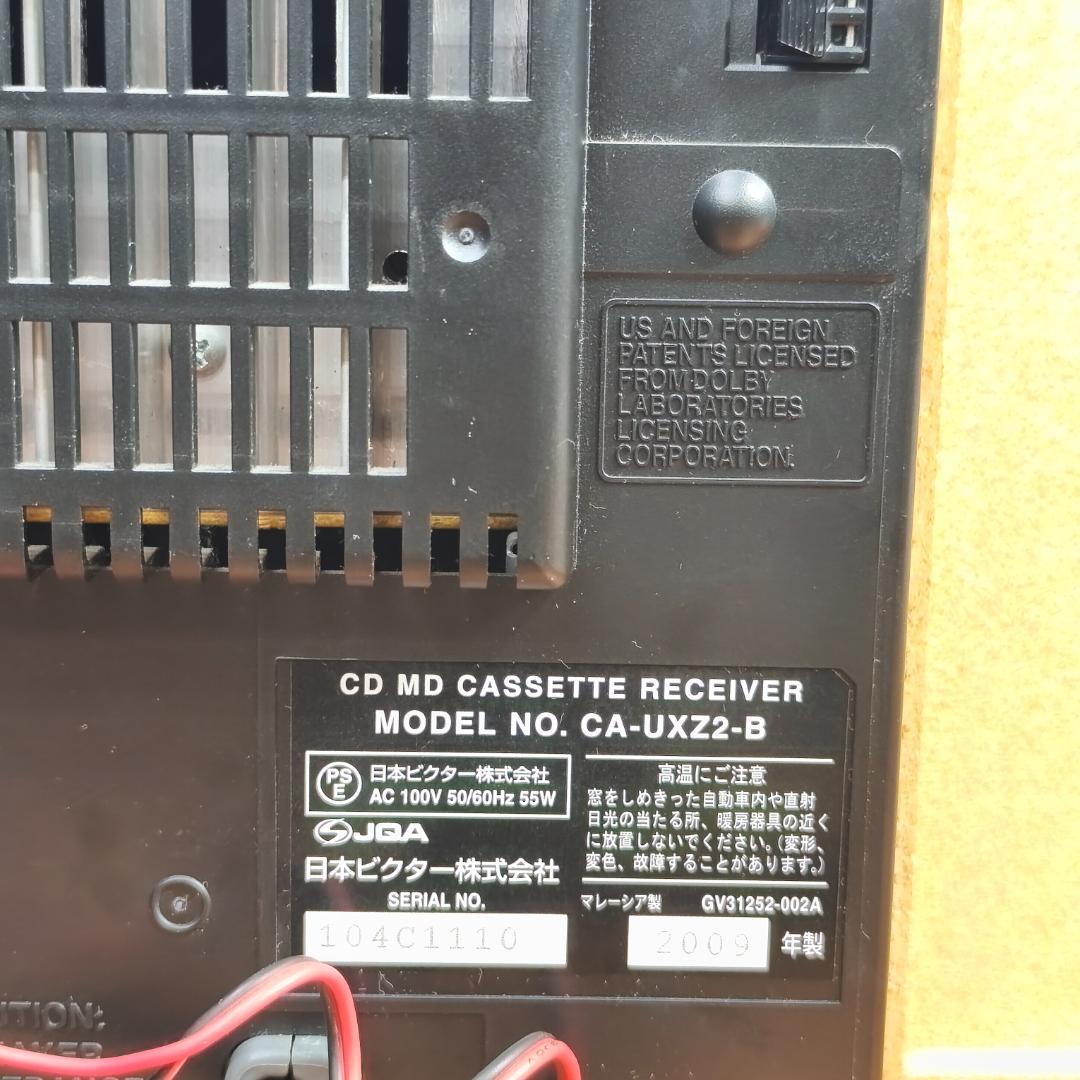 US AND FOREIGN
PATENTS LICENSED
FROM DOLBY
LABORATORIES
LICENSING
CORPORATION.
CD MD CASSETTE RECEIVER
MODEL NO. CA-UXZ2-B
PSE
日本ビクター株式会社
AC 100V 50/60Hz 55W
JQA
日本ビクター株式会社
SERIAL NO.
104C1110
高温にご注意
窓をしめきった自動車内や直射
日光の当たる所、暖房器具の近く
に放置しないでください。(変形、
変色、故障することがあります。)
マレーシア製 GV31252-002A
2009 年製
UTION: